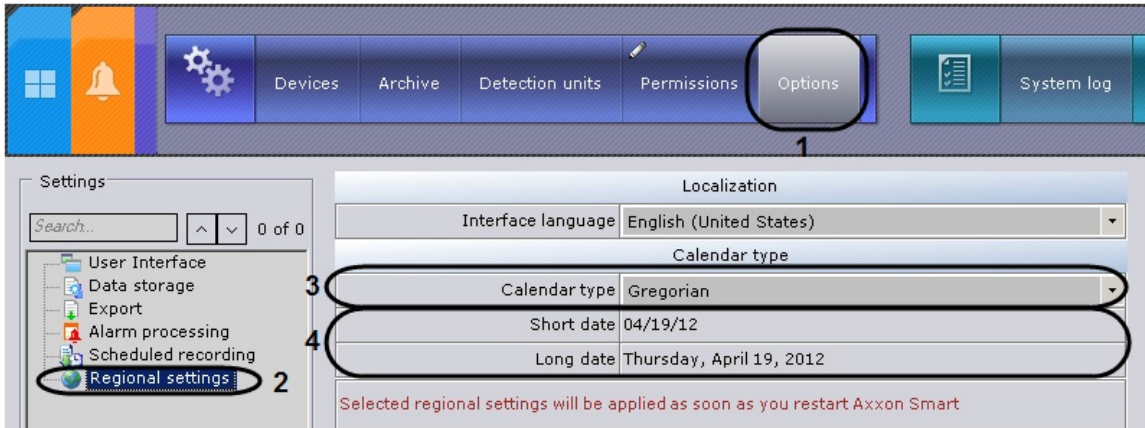 Devices Archive Detection units Permissions Options System log
1
Settings
Search... 0 of 0
User Interface
Data storage
Export
Alarm processing
Scheduled recording
Regional settings 2
Localization
Interface language English (United States)
Calendar type
3 Calendar type Gregorian
4 Short date 04/19/12
Long date Thursday, April 19, 2012
Selected regional settings will be applied as soon as you restart Axxon Smart